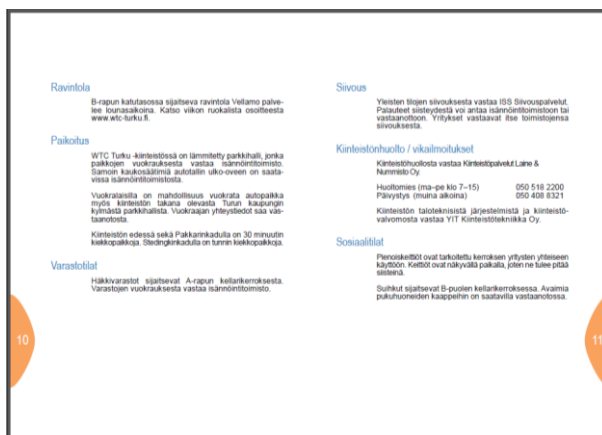 Ravintola
B-rapun katutasossa sijaitseva ravintola Vellamo palve-
lee lounasaikoina. Katso viikon ruokalista osoitteesta
www.wtc-turku.fi.
Paikoitus
WTC Turku -kiinteistössä on lämmitetty parkkihalli, jonka
paikkojen vuokrauksesta vastaa isännöintitoimisto.
Samoin kaukosäätimiä autotallin ulko-oveen on saata-
vissa isännöintitoimistosta.
Vuokralaisilla on mahdollisuus vuokrata autopaikka
myös kiinteistön takana olevasta Turun kaupungin
kylmästä parkkihallista. Vuokraajan yhteystiedot saa vas-
taanotosta.
Kiinteistön edessä sekä Pakkarinkadulla on 30 minuutin
kiekkopaikkoja. Stedinginkadulla on tunnin kiekkopaikkoja.
Varastotilat
Häkkivarastot sijaitsevat A-rapun kellarikerroksesta.
Varastojen vuokrauksesta vastaa isännöintitoimisto.
10
Siivous
Yleisten tilojen siivouksesta vastaa ISS Siivouspalvelut.
Palauteet siisteydestä voi antaa isännöintitoimistoon tai
vastaanottoon. Yritykset vastaavat itse toimistojensa
siivouksesta.
Kiinteistönhuolto / vikailmoitukset
Kiinteistöhuollosta vastaa Kiinteistöpalvelut Laine &
Nummisto Oy.
Huoltomies (ma–pe klo 7–15) 050 518 2200
Päivystys (muina aikoina) 050 408 8321
Kiinteistön taloteknisistä järjestelmistä ja kiinteistö-
valvomosta vastaa YIT Kiinteistötekniikka Oy.
Sosiaalitilat
Pienoiskeittiöt ovat tarkoitettu kerroksen yritysten yhteiseen
käyttöön. Keittiöt ovat näkyvällä paikalla, joten ne tulee pitää
siisteinä.
Suihkut sijaitsevat B-puolen kellarikerroksessa. Avaimia
pukuhuoneiden kaappeihin on saatavilla vastaanotossa.
11